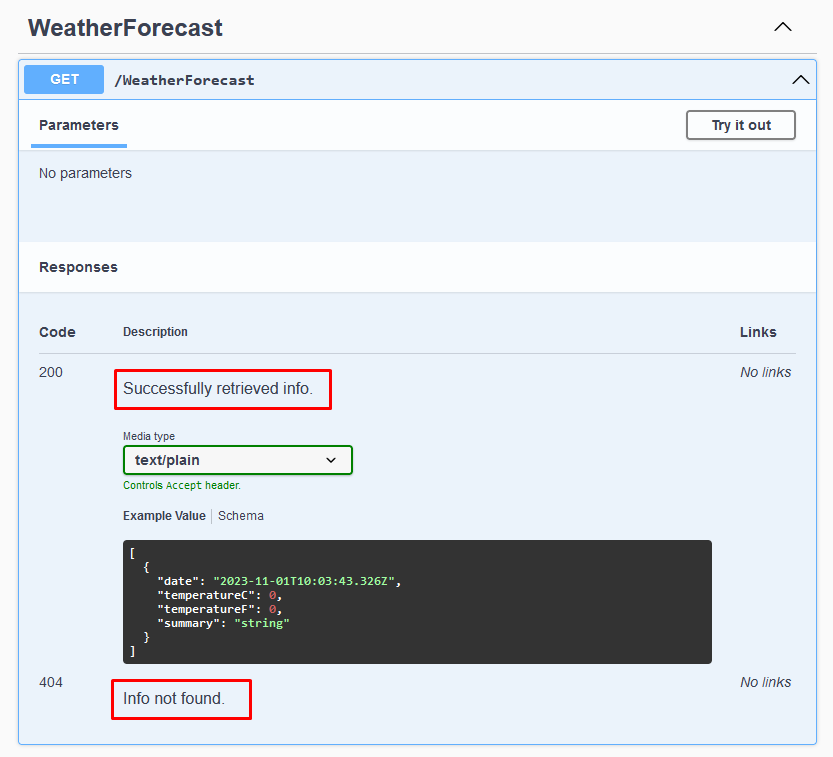 WeatherForecast
GET /WeatherForecast
Parameters
Try it out
No parameters
Responses
Code Description Links
200 Successfully retrieved info. No links
Media type
text/plain
Controls Accept header.
Example Value Schema
[
{
"date": "2023-11-01T10:03:43.326Z",
"temperatureC": 0,
"temperatureF": 0,
"summary": "string"
}
]
404 Info not found. No links